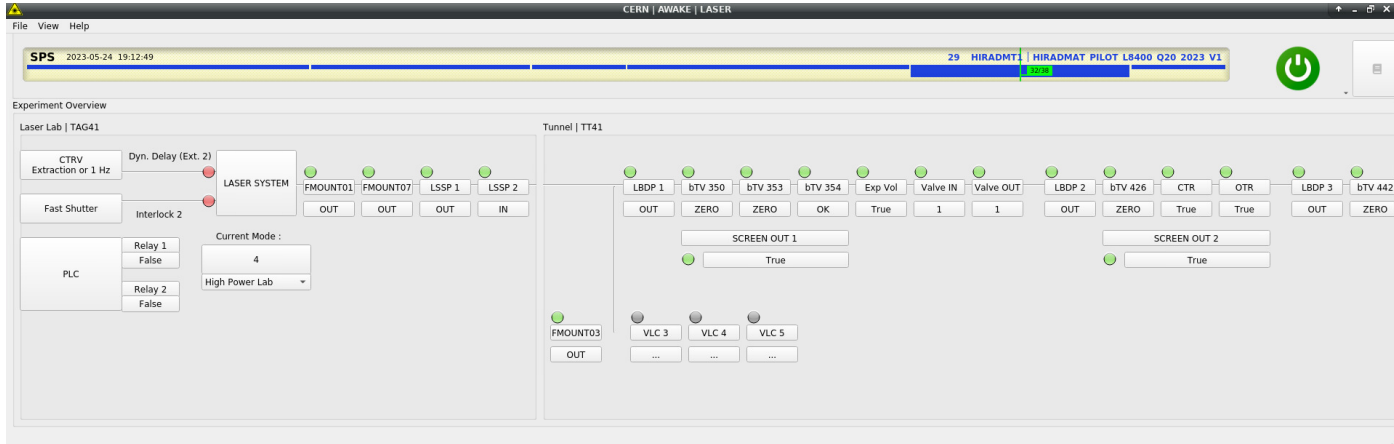 CERN | AWAKE | LASER
File View Help
SPS 2023-05-24 19:12:49 29 HIRADMT1 HIRADMAT PILOT L8400 Q20 2023 V1
32/38
Experiment Overview
Laser Lab | TAG41
Tunnel | TT41
CTRV
Extraction or 1 Hz
Dyn. Delay (Ext. 2)
LASER SYSTEM
Fast Shutter
Interlock 2
FMOUNT01 FMOUNT07 LSSP 1 LSSP 2
OUT OUT OUT IN
LBDP 1 bTV 350 bTV 353 bTV 354 Exp Vol Valve IN Valve OUT LBDP 2 bTV 426 CTR OTR LBDP 3 bTV 442
OUT ZERO ZERO OK True 1 1 OUT ZERO True True OUT ZERO
SCREEN OUT 1 SCREEN OUT 2
True True
PLC
Relay 1
False
Relay 2
False
Current Mode :
4
High Power Lab
FMOUNT03 VLC 3 VLC 4 VLC 5
OUT ... ... ...